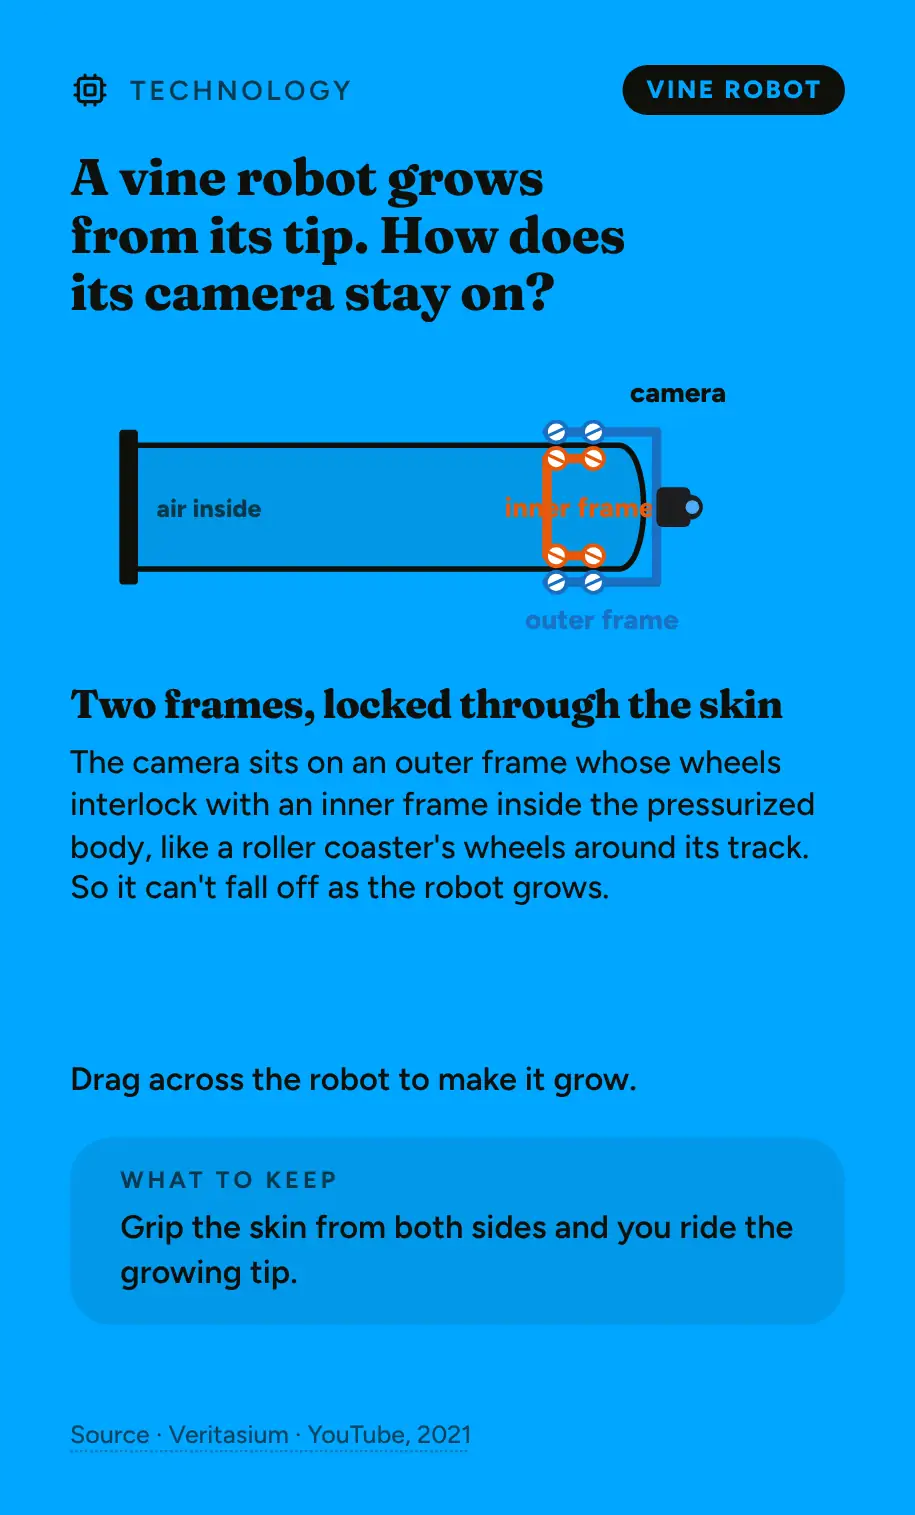 TECHNOLOGY
VINE ROBOT
A vine robot grows
from its tip. How does
its camera stay on?
camera
air inside
inner frame
outer frame
Two frames, locked through the skin
The camera sits on an outer frame whose wheels
interlock with an inner frame inside the pressurized
body, like a roller coaster's wheels around its track.
So it can't fall off as the robot grows.
Drag across the robot to make it grow.
WHAT TO KEEP
Grip the skin from both sides and you ride the
growing tip.
Source · Veritasium · YouTube, 2021